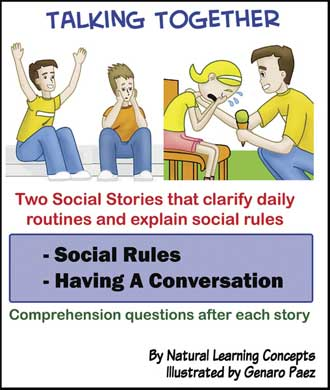 TALKING TOGETHER
Two Social Stories that clarify daily
routines and explain social rules
- Social Rules
- Having A Conversation
Comprehension questions after each story
By Natural Learning Concepts
Illustrated by Genaro Paez